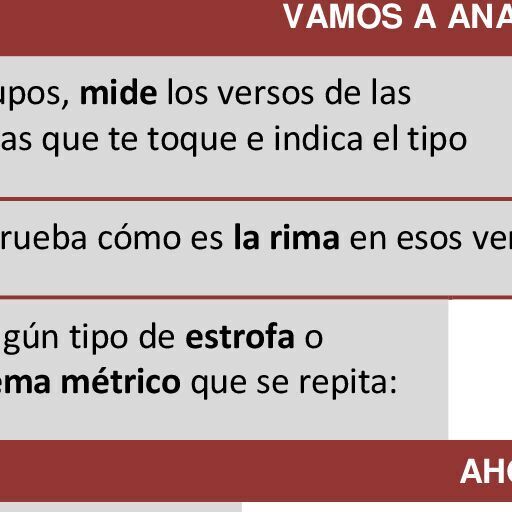 VAMOS A ANA
upos, mide los versos de las
as que te toque e indica el tipo
rueba cómo es la rima en esos ver
gún tipo de estrofa o
ema métrico que se repita:
AHO